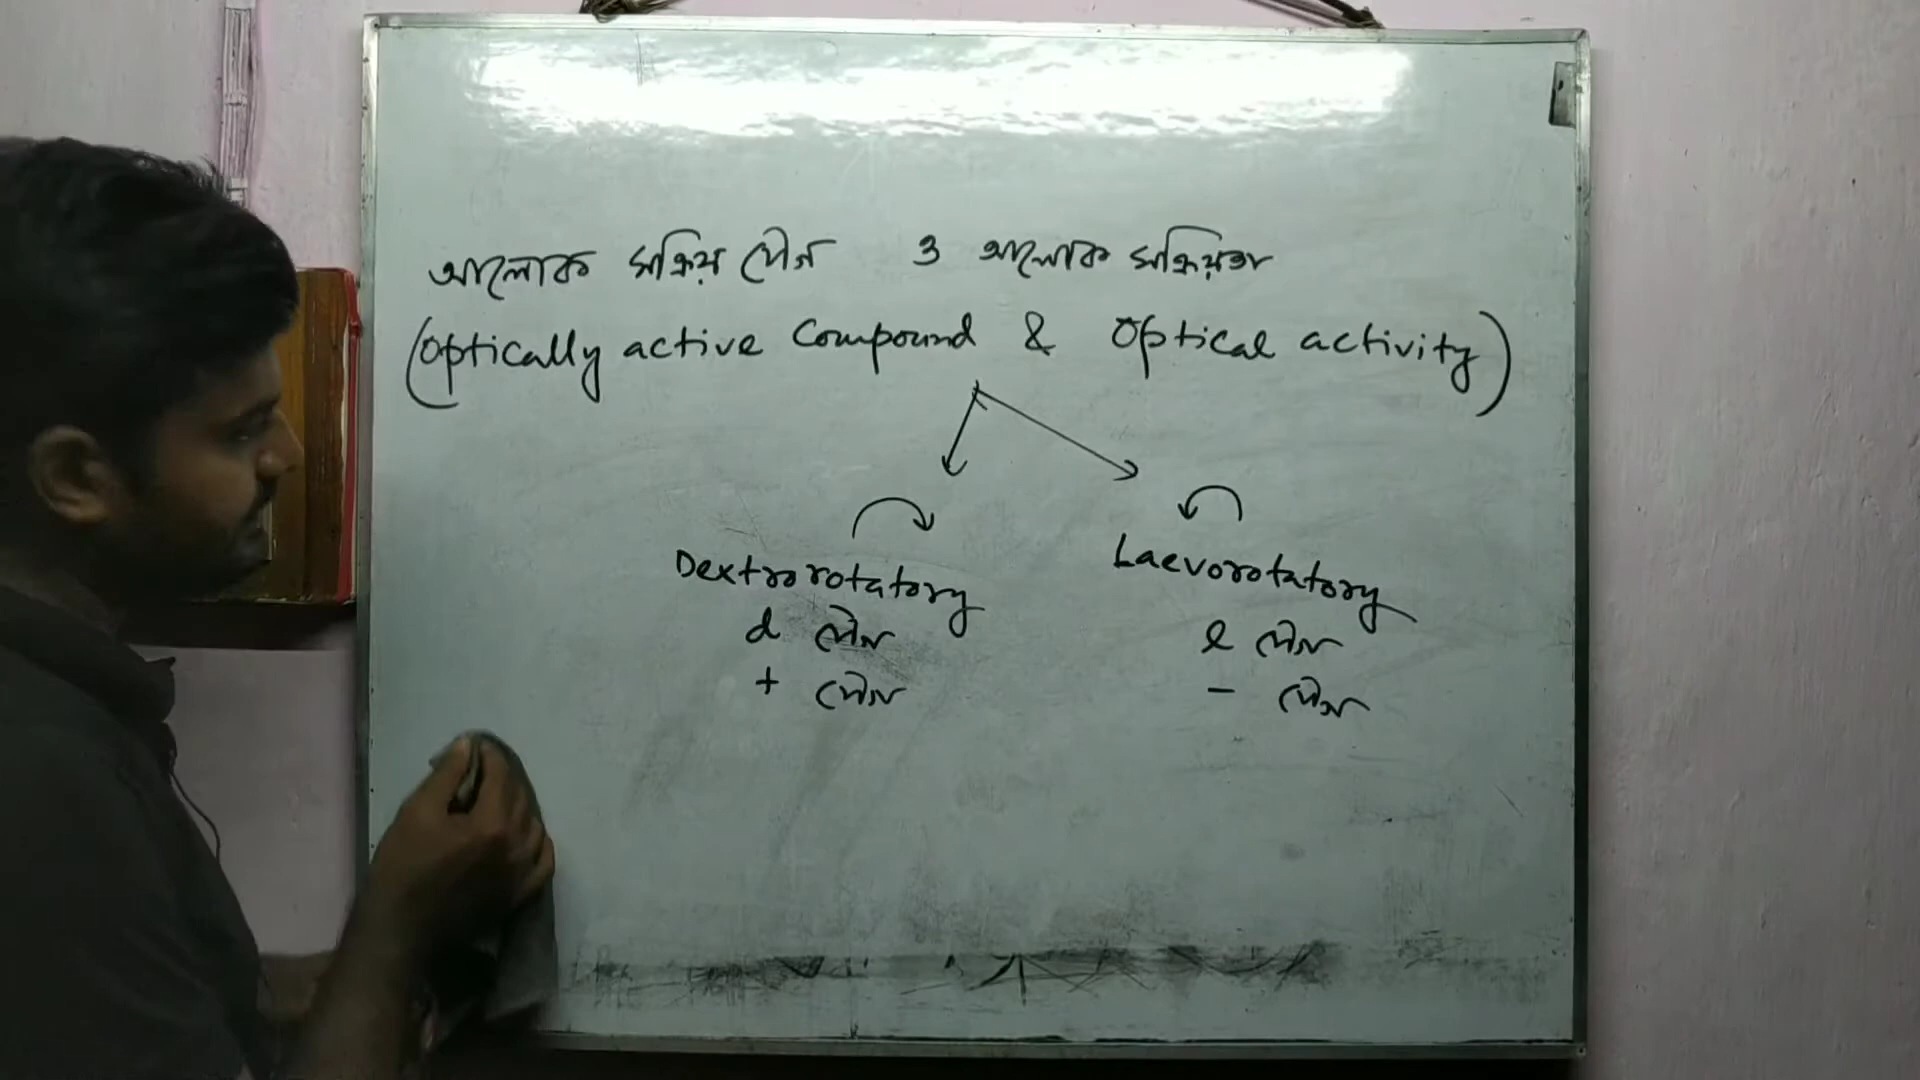 আলোক সক্রিয় যৌগ ও আলোক সক্রিয়তা
(Optically active Compound & Optical activity)
Dextrorotatory Laevorotatory
d যৌগ l যৌগ
+ যৌগ - যৌগ